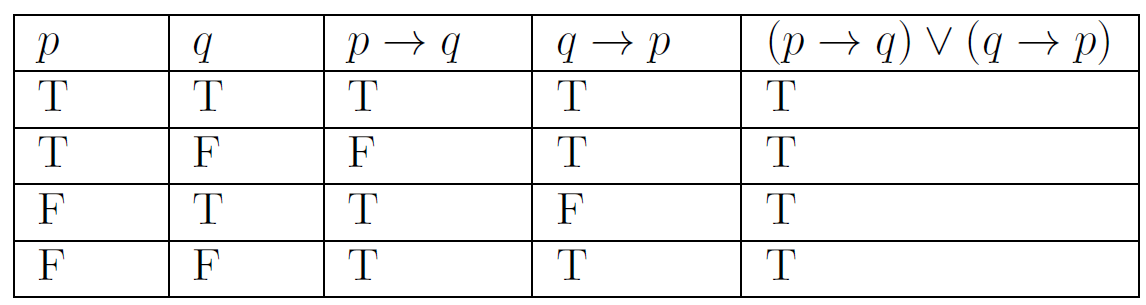 p q p → q q → p (p → q) ∨ (q → p)
T T T T T
T F F T T
F T T F T
F F T T T